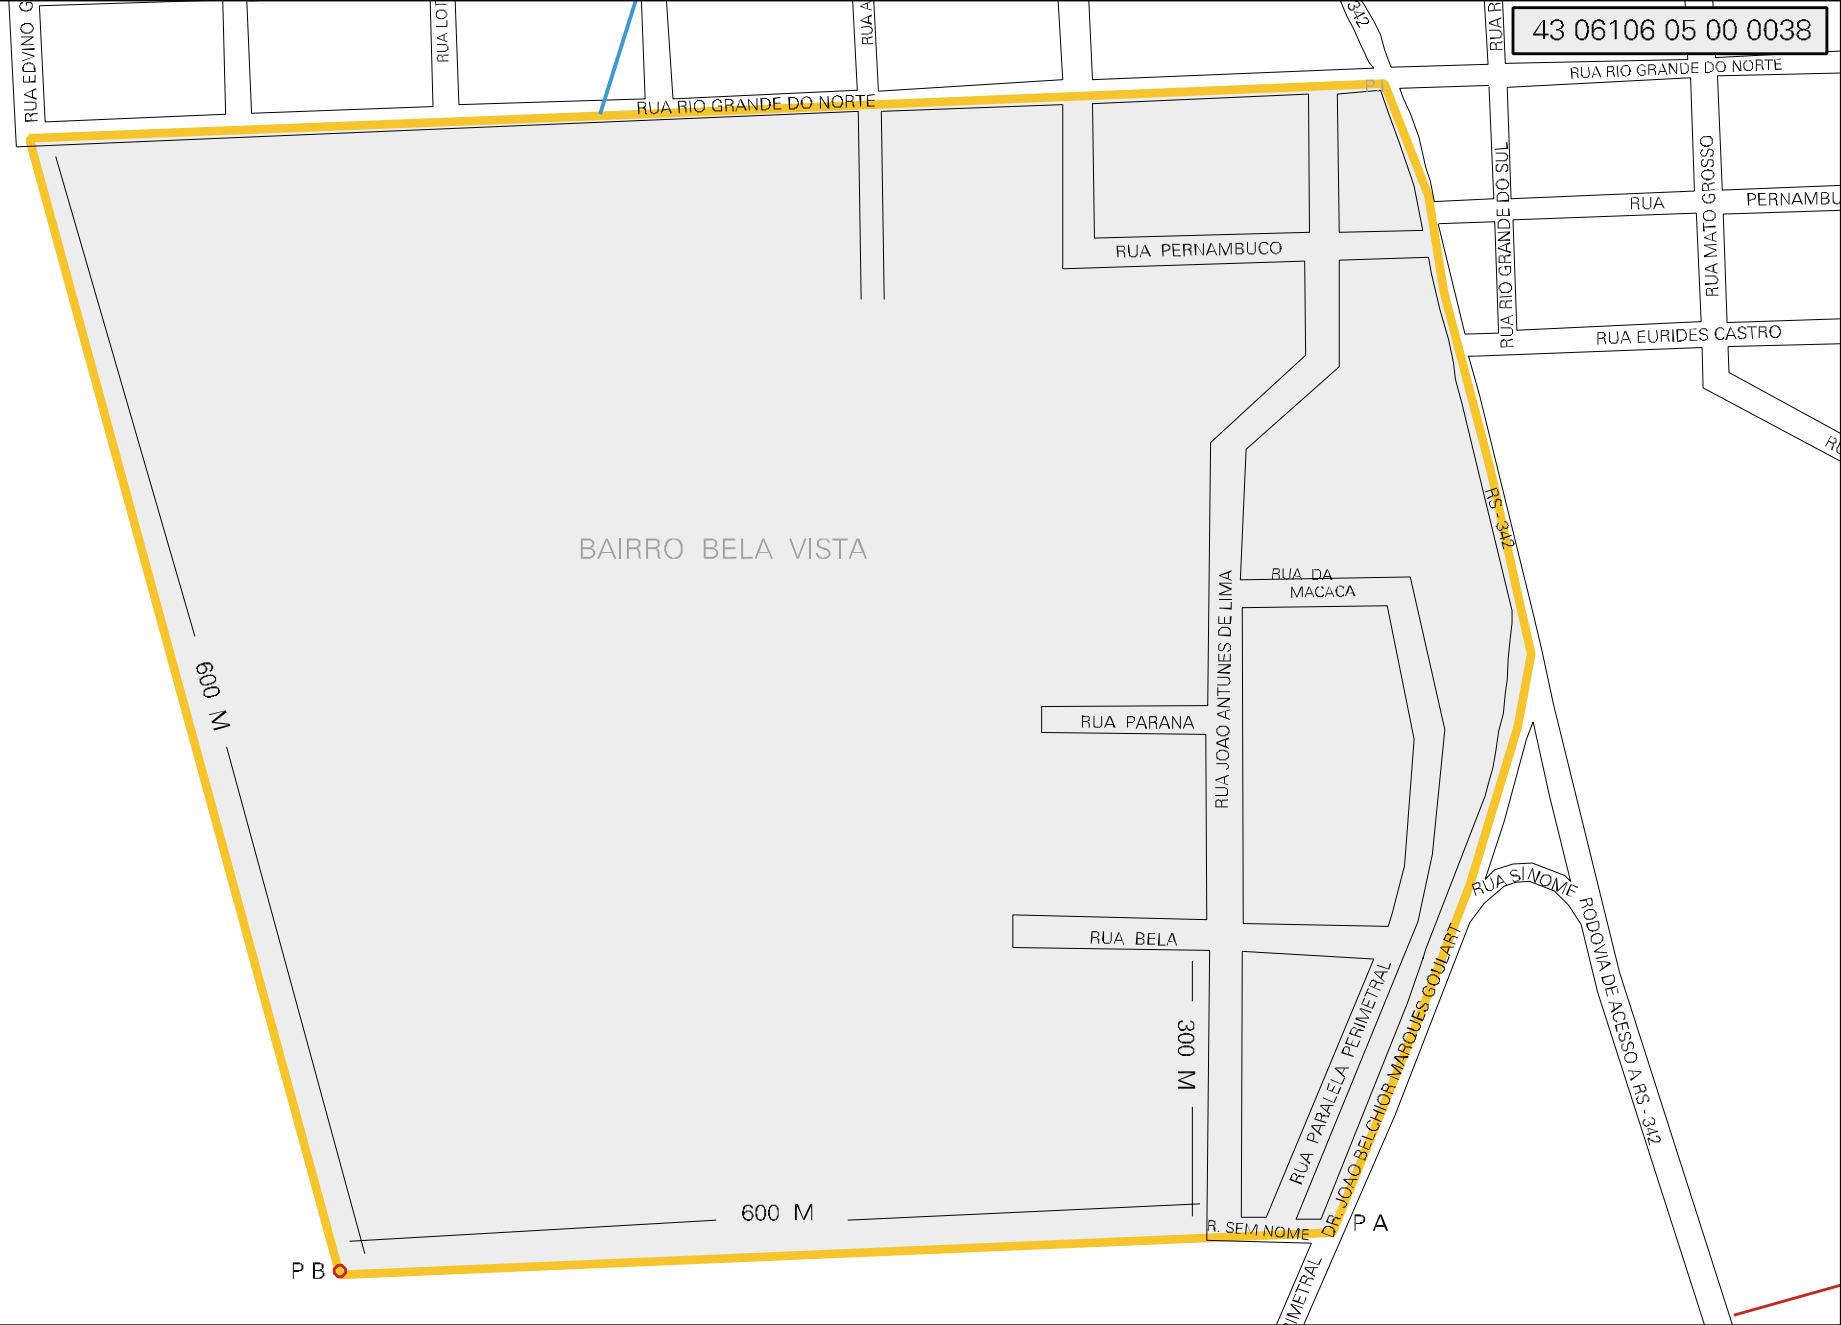 RUA EDVINO G
RUA LOT
RUA A
342
RUA R
43 06106 05 00 0038
RUA RIO GRANDE DO NORTE
RUA RIO GRANDE DO NORTE
RUA RIO GRANDE DO SUL
RUA MATO GROSSO
RUA
PERNAMBU
RUA PERNAMBUCO
RUA EURIDES CASTRO
RS - 342
BAIRRO BELA VISTA
RUA DA
MACACA
RUA JOAO ANTUNES DE LIMA
600 M
RUA PARANA
RUA S/NOME
RODOVIA DE ACESSO A RS - 342
RUA BELA
DR. JOAO BELCHIOR MARQUES GOULART
RUA PARALELA PERIMETRAL
300 M
600 M
R. SEM NOME
P A
P B
IMETRAL